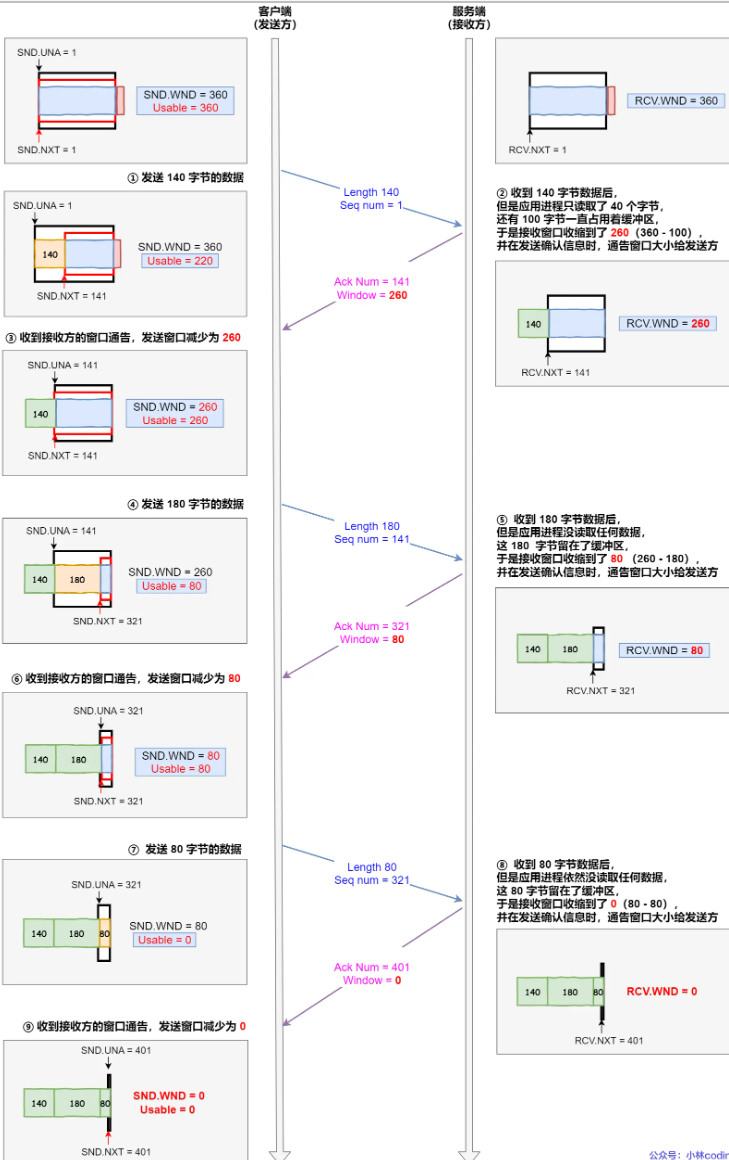 客户端
(发送方)
服务端
(接收方)
SND.UNA = 1
SND.WND = 360
Usable = 360
SND.NXT = 1
RCV.WND = 360
RCV.NXT = 1
① 发送 140 字节的数据
Length 140
Seq num = 1
② 收到 140 字节数据后,
但是应用进程只读取了 40 个字节,
还有 100 字节一直占用着缓冲区,
于是接收窗口收缩到了 260 (360 - 100) ,
并在发送确认信息时,通告窗口大小给发送方
SND.UNA = 1
140
SND.WND = 360
Usable = 220
SND.NXT = 141
Ack Num = 141
Window = 260
140
RCV.WND = 260
RCV.NXT = 141
③ 收到接收方的窗口通告,发送窗口减少为 260
SND.UNA = 141
140
SND.WND = 260
Usable = 260
SND.NXT = 141
④ 发送 180 字节的数据
Length 180
Seq num = 141
⑤ 收到 180 字节数据后,
但是应用进程没读取任何数据,
这 180 字节留在了缓冲区,
于是接收窗口收缩到了 80 (260 - 180) ,
并在发送确认信息时,通告窗口大小给发送方
SND.UNA = 141
140
180
SND.WND = 260
Usable = 80
SND.NXT = 321
Ack Num = 321
Window = 80
140
180
RCV.WND = 80
RCV.NXT = 321
⑥ 收到接收方的窗口通告,发送窗口减少为 80
SND.UNA = 321
140
180
SND.WND = 80
Usable = 80
SND.NXT = 321
⑦ 发送 80 字节的数据
Length 80
Seq num = 321
⑧ 收到 80 字节数据后,
但是应用进程依然没读取任何数据,
这 80 字节留在了缓冲区,
于是接收窗口收缩到了 0 (80 - 80) ,
并在发送确认信息时,通告窗口大小给发送方
SND.UNA = 321
140
180
80
SND.WND = 80
Usable = 0
Ack Num = 401
Window = 0
140
180
80
RCV.WND = 0
RCV.NXT = 401
⑨ 收到接收方的窗口通告,发送窗口减少为 0
SND.UNA = 401
140
180
80
SND.WND = 0
Usable = 0
SND.NXT = 401
公众号:小林codin